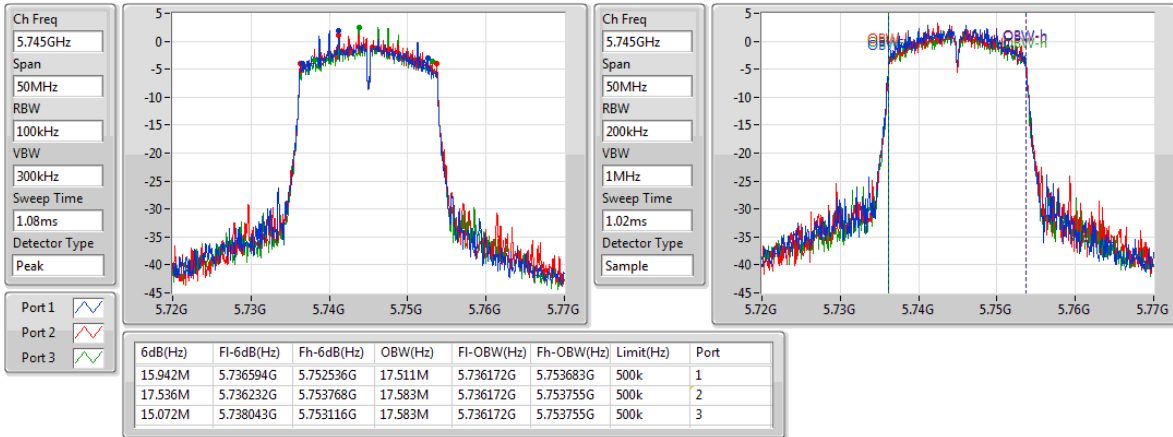 Ch Freq
5.745GHz
Span
50MHz
RBW
100kHz
VBW
300kHz
Sweep Time
1.08ms
Detector Type
Peak
Port 1
Port 2
Port 3
5
0
-5
-10
-15
-20
-25
-30
-35
-40
-45
5.72G 5.73G 5.74G 5.75G 5.76G 5.77G
Ch Freq
5.745GHz
Span
50MHz
RBW
200kHz
VBW
1MHz
Sweep Time
1.02ms
Detector Type
Sample
5
0
-5
-10
-15
-20
-25
-30
-35
-40
-45
OBW-h
5.72G 5.73G 5.74G 5.75G 5.76G 5.77G
6dB(Hz) Fl-6dB(Hz) Fh-6dB(Hz) OBW(Hz) Fl-OBW(Hz) Fh-OBW(Hz) Limit(Hz) Port
15.942M 5.736594G 5.752536G 17.511M 5.736172G 5.753683G 500k 1
17.536M 5.736232G 5.753768G 17.583M 5.736172G 5.753755G 500k 2
15.072M 5.738043G 5.753116G 17.583M 5.736172G 5.753755G 500k 3